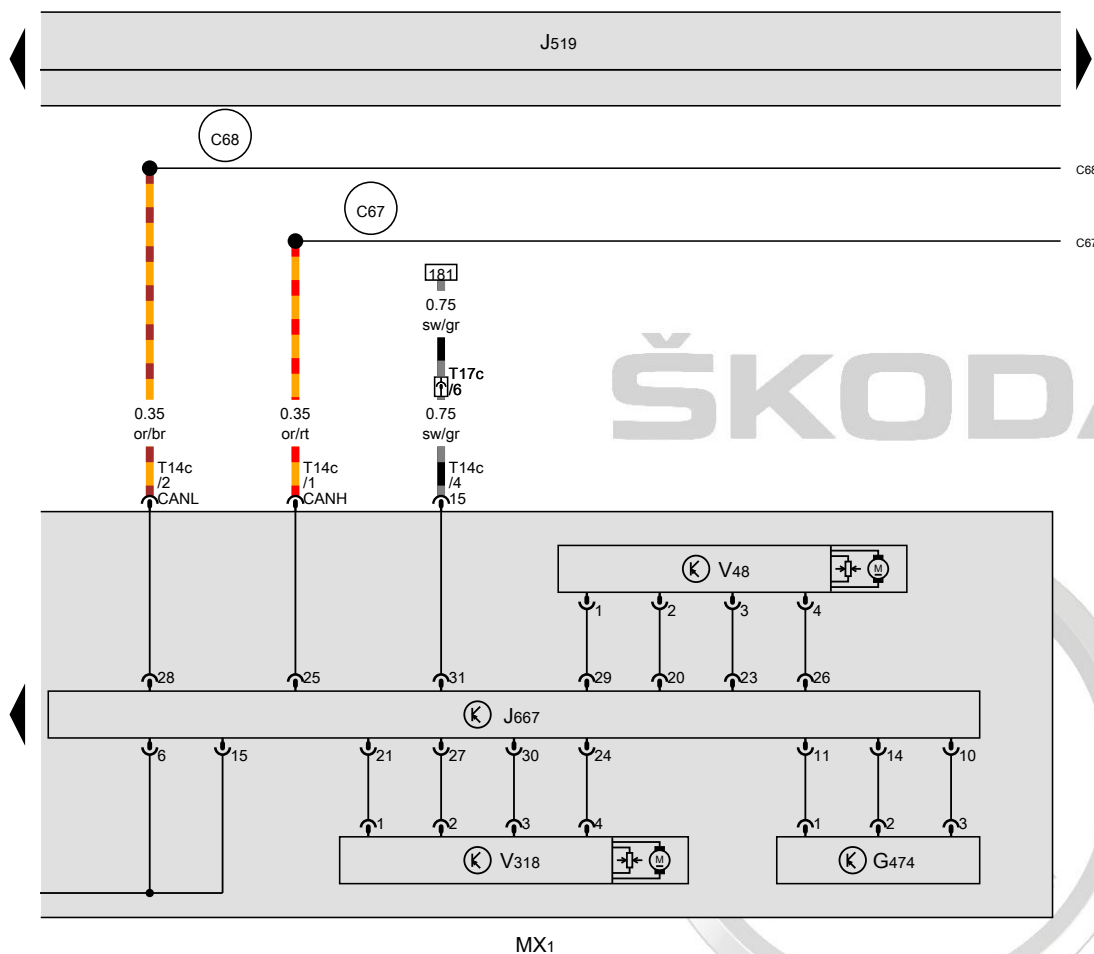 J519
C68
C68
C67
C67
181
0.75
sw/gr
T17c
/6
0.35
or/br
0.35
or/rt
0.75
sw/gr
T14c
/2
CANL
T14c
/1
CANH
T14c
/4
15
ŠKODA
V48
M
1 2 3 4
28 25 31 29 20 23 26
J667
6 15 21 27 30 24 11 14 10
1 2 3 4 1 2 3
V318
M
G474
MX1